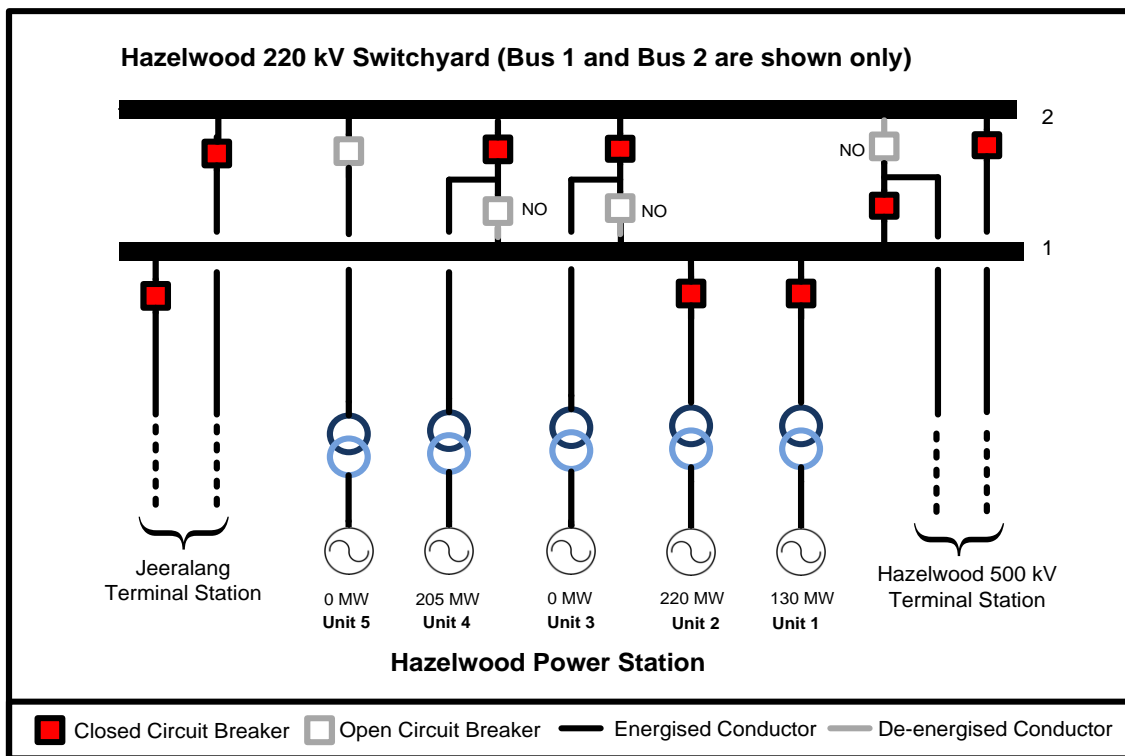 Hazelwood 220 kV Switchyard (Bus 1 and Bus 2 are shown only)
2
NO
NO
NO
1
Jeeralang
Terminal Station
Hazelwood 500 kV
Terminal Station
0 MW
Unit 5
205 MW
Unit 4
0 MW
Unit 3
220 MW
Unit 2
130 MW
Unit 1
Hazelwood Power Station
Closed Circuit Breaker
Open Circuit Breaker
Energised Conductor
De-energised Conductor